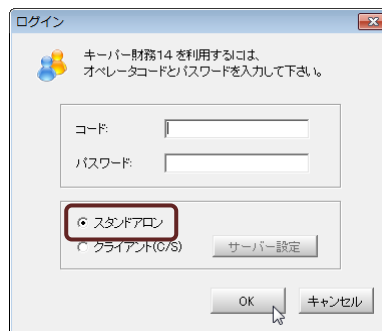 ログイン
キーパー財務14 を利用するには、
オペレータコードとパスワードを入力して下さい。
コード:
パスワード:
スタンドアロン
クライアント(C/S)
サーバー設定
OK
キャンセル